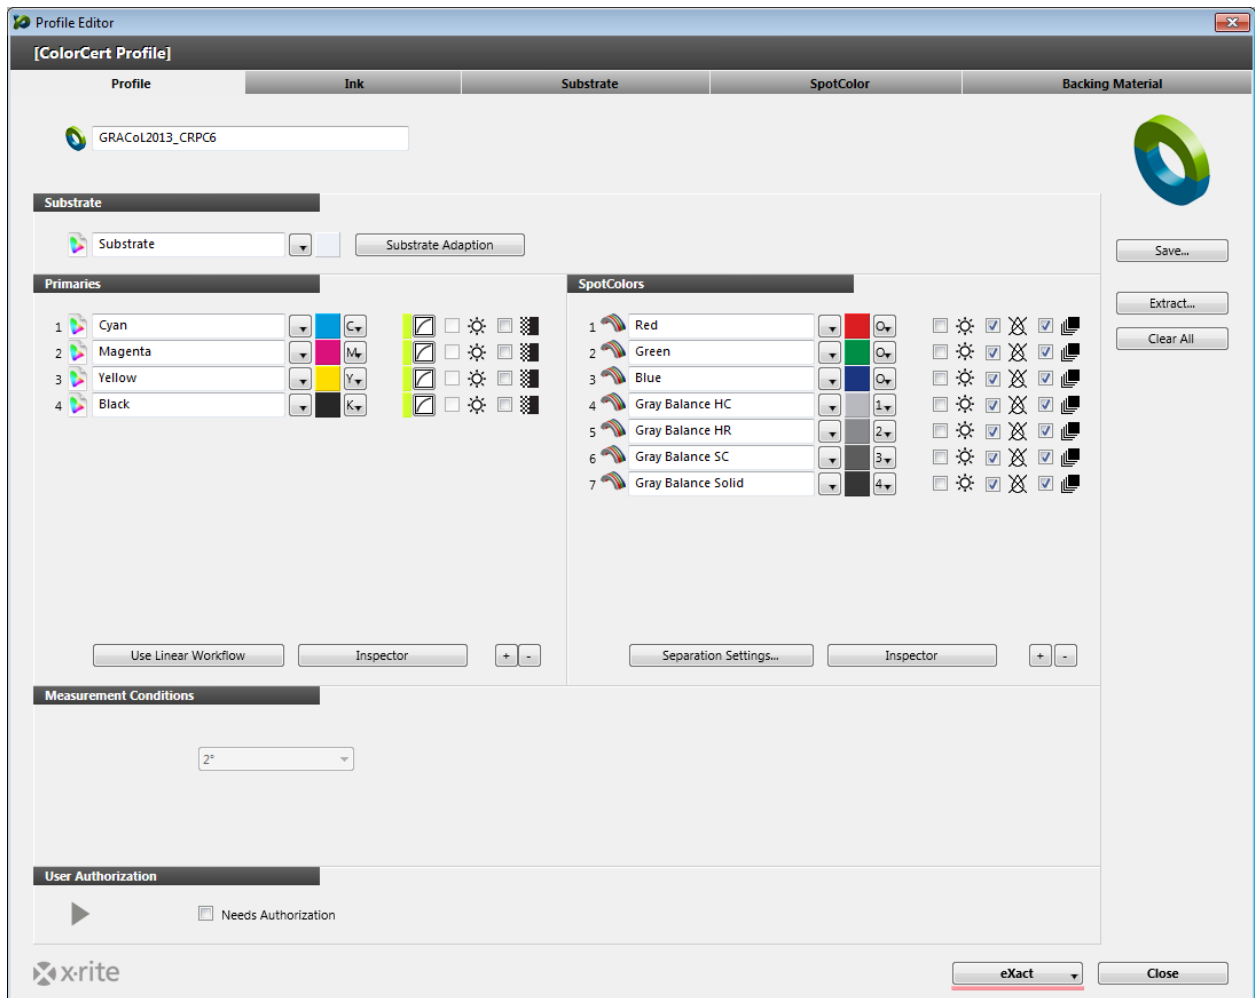 Profile Editor
[ColorCert Profile]
Profile Ink Substrate SpotColor Backing Material
GRACoL2013_CRPC6
Substrate
Substrate Substrate Adaption
Save...
Primaries SpotColors
Extract...
1 Cyan C 1 Red O
Clear All
2 Magenta M 2 Green O
3 Yellow Y 3 Blue O
4 Black K 4 Gray Balance HC 1
5 Gray Balance HR 2
6 Gray Balance SC 3
7 Gray Balance Solid 4
Use Linear Workflow Inspector + - Separation Settings... Inspector + -
Measurement Conditions
2°
User Authorization
Needs Authorization
x·rite eXact Close